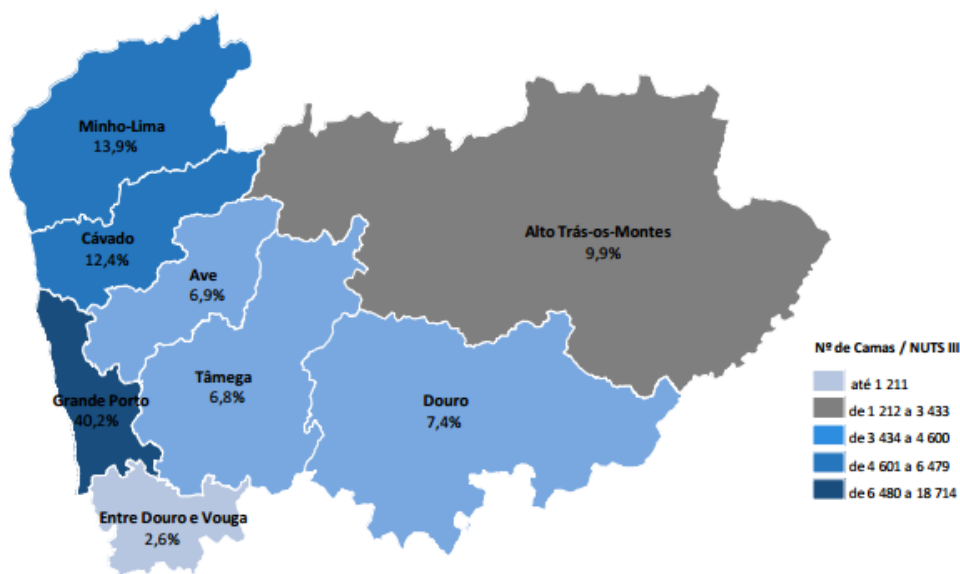 Minho-Lima
13,9%
Cávado
12,4%
Ave
6,9%
Alto Trás-os-Montes
9,9%
Tâmega
6,8%
Douro
7,4%
Grande Porto
40,2%
Entre Douro e Vouga
2,6%
Nº de Camas / NUTS III
até 1 211
de 1 212 a 3 433
de 3 434 a 4 600
de 4 601 a 6 479
de 6 480 a 18 714